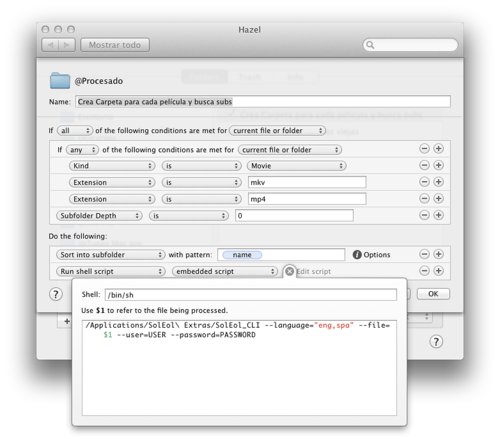 Hazel
Mostrar todo
@Procesado
Name: Crea Carpeta para cada película y busca subs
If all of the following conditions are met for current file or folder
If any of the following conditions are met for current file or folder
Kind is Movie
Extension is mkv
Extension is mp4
Subfolder Depth is 0
Do the following:
Sort into subfolder with pattern: name Options
Run shell script embedded script Edit script
? OK
Shell: /bin/sh
Use $1 to refer to the file being processed.
/Applications/SolEol\ Extras/SolEol_CLI --language="eng,spa" --file=
$1 --user=USER --password=PASSWORD
+ ?